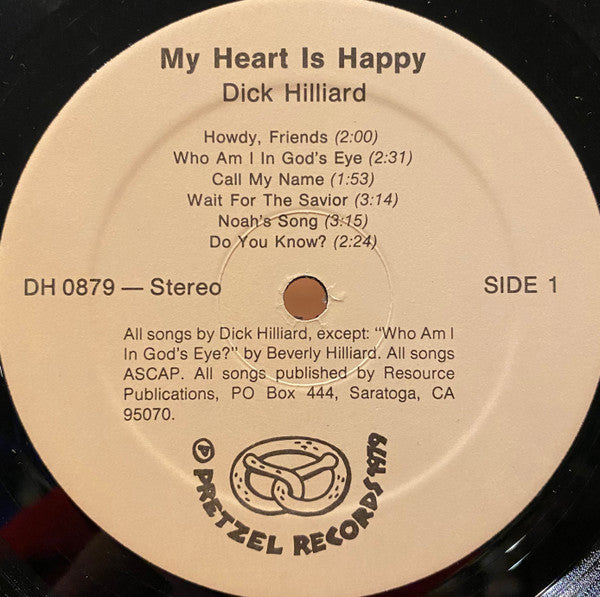 My Heart Is Happy
Dick Hilliard
Howdy, Friends (2:00)
Who Am I In God's Eye (2:31)
Call My Name (1:53)
Wait For The Savior (3:14)
Noah's Song (3:15)
Do You Know? (2:24)
DH 0879 — Stereo
SIDE 1
All songs by Dick Hilliard, except: "Who Am I
In God's Eye?" by Beverly Hilliard. All songs
ASCAP. All songs published by Resource
Publications, PO Box 444, Saratoga, CA
95070.
Ⓟ PRETZEL RECORDS 1979